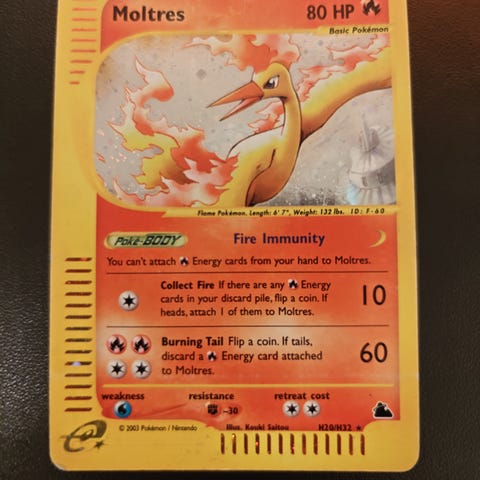 Moltres 80 HP
Basic Pokémon
Flame Pokémon. Length: 6' 7", Weight: 132 lbs. ID: F-60
Poké-BODY Fire Immunity
You can't attach Energy cards from your hand to Moltres.
Collect Fire If there are any Energy
cards in your discard pile, flip a coin. If
heads, attach 1 of them to Moltres.
10
Burning Tail Flip a coin. If tails,
discard a Energy card attached
to Moltres.
60
weakness resistance retreat cost
-30
Illus. Kouki Saitou
© 2003 Pokémon / Nintendo H20/H32 ★
e